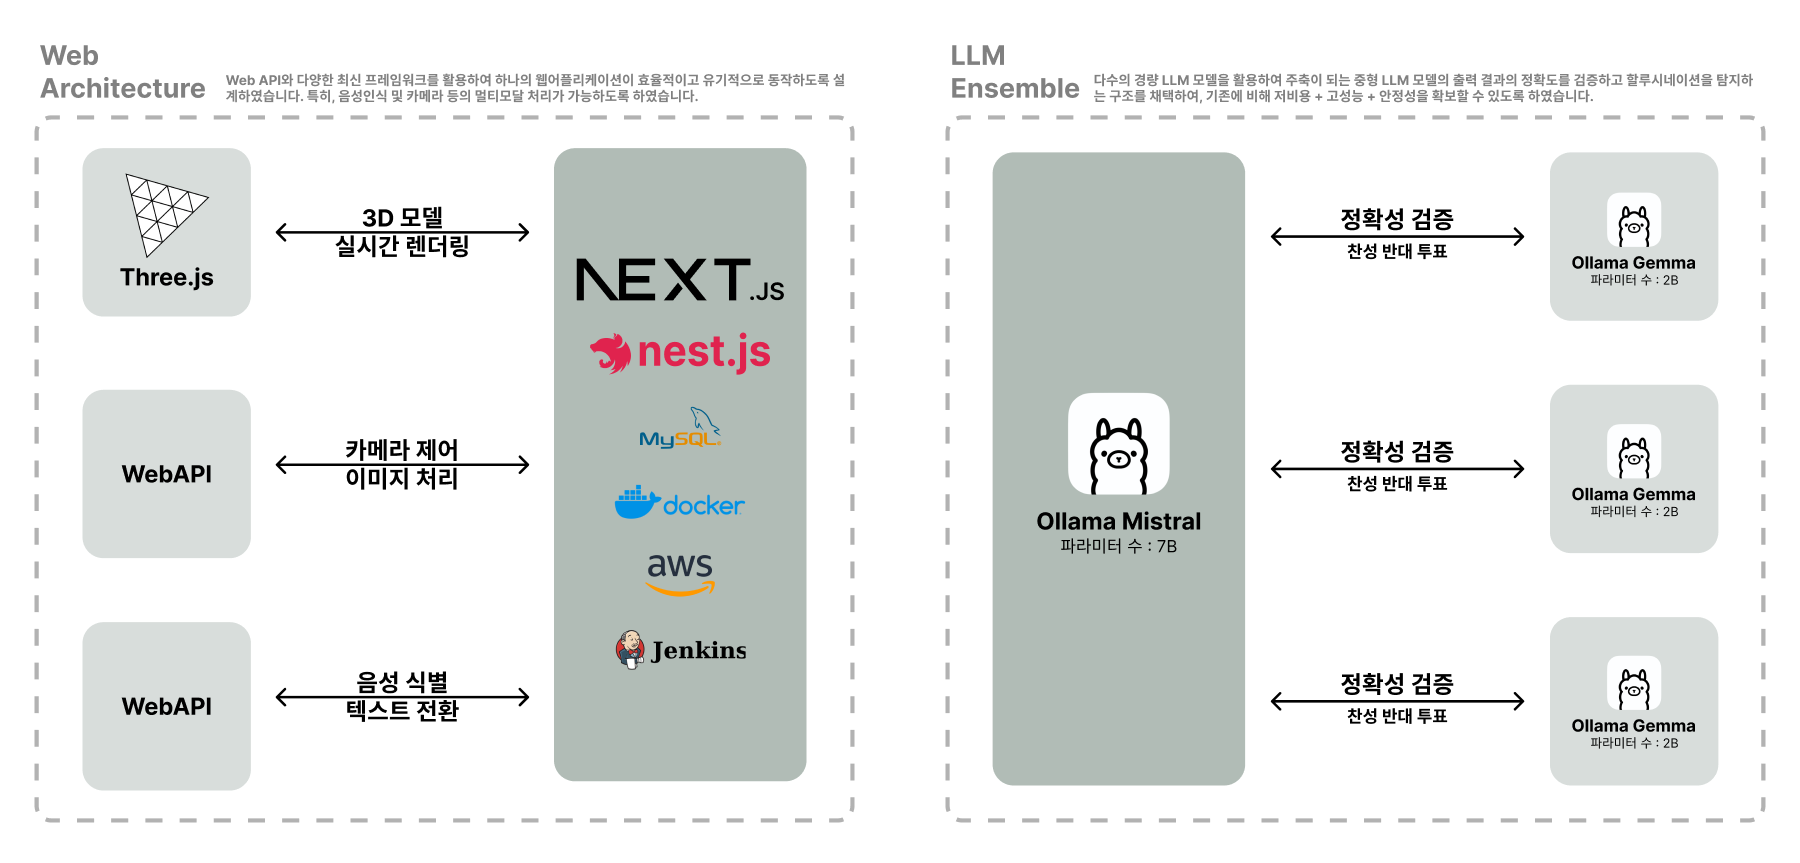 Web
Architecture
Web API와 다양한 최신 프레임워크를 활용하여 하나의 웹어플리케이션이 효율적이고 유기적으로 동작하도록 설
계하였습니다. 특히, 음성인식 및 카메라 등의 멀티모달 처리가 가능하도록 하였습니다.
Three.js
3D 모델
실시간 렌더링
WebAPI
카메라 제어
이미지 처리
WebAPI
음성 식별
텍스트 전환
NEXT.JS
nest.js
MySQL
docker
aws
Jenkins
LLM
Ensemble
다수의 경량 LLM 모델을 활용하여 주축이 되는 중형 LLM 모델의 출력 결과의 정확도를 검증하고 할루시네이션을 탐지하
는 구조를 채택하여, 기존에 비해 저비용 + 고성능 + 안정성을 확보할 수 있도록 하였습니다.
Ollama Mistral
파라미터 수 : 7B
정확성 검증
찬성 반대 투표
Ollama Gemma
파라미터 수 : 2B
정확성 검증
찬성 반대 투표
Ollama Gemma
파라미터 수 : 2B
정확성 검증
찬성 반대 투표
Ollama Gemma
파라미터 수 : 2B